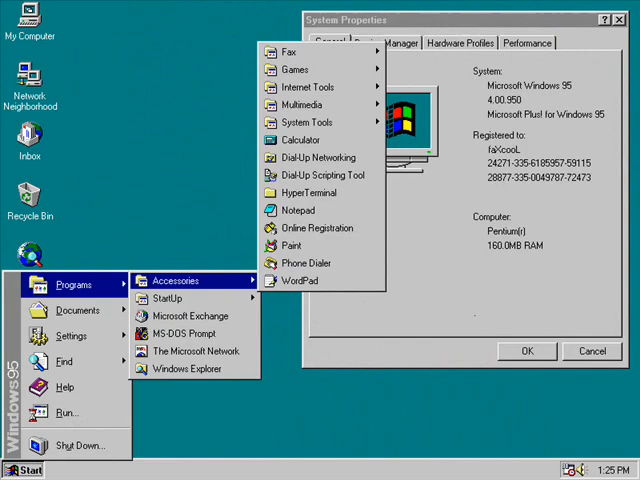 My Computer
Network
Neighborhood
Inbox
Recycle Bin
System Properties
General
Manager
Hardware Profiles
Performance
System:
Microsoft Windows 95
4.00.950
Microsoft Plus! for Windows 95
Registered to:
faXcooL
24271-335-6185957-59115
28877-335-0049787-72473
Computer:
Pentium(r)
160.0MB RAM
OK
Cancel
Fax
Games
Internet Tools
Multimedia
System Tools
Calculator
Dial-Up Networking
Dial-Up Scripting Tool
HyperTerminal
Notepad
Online Registration
Paint
Phone Dialer
WordPad
Accessories
StartUp
Microsoft Exchange
MS-DOS Prompt
The Microsoft Network
Windows Explorer
Programs
Documents
Settings
Find
Help
Run...
Shut Down...
Windows95
Start
1:25 PM